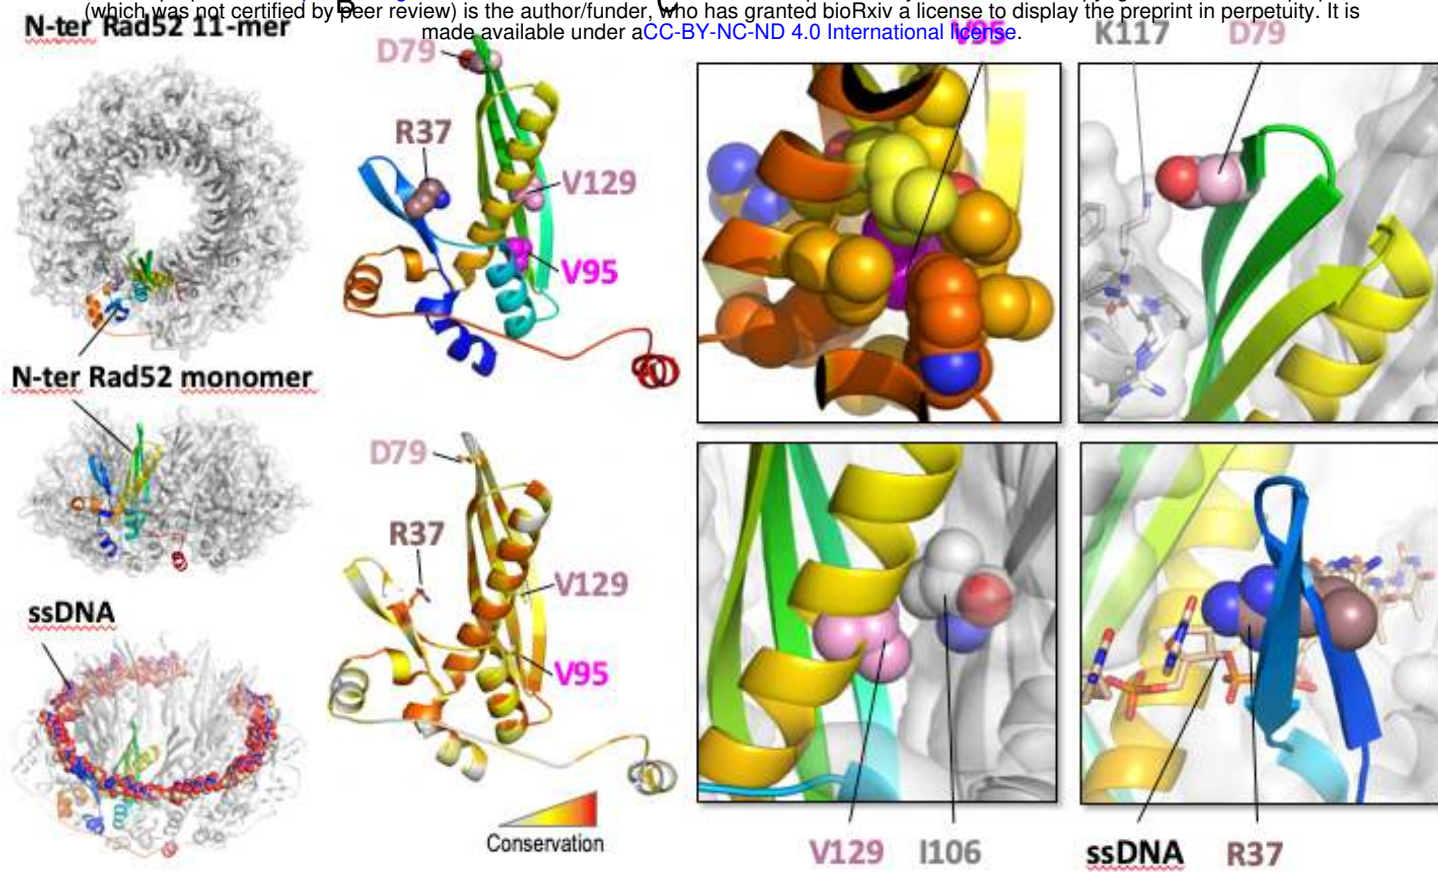 (which was not certified by peer review) is the author/funder, who has granted bioRxiv a license to display the preprint in perpetuity. It is
made available under aCC-BY-NC-ND 4.0 International license.
N-ter Rad52 11-mer
N-ter Rad52 monomer
ssDNA
D79
R37
V129
V95
D79
R37
V129
V95
Conservation
V95
K117 D79
V129 I106
ssDNA R37